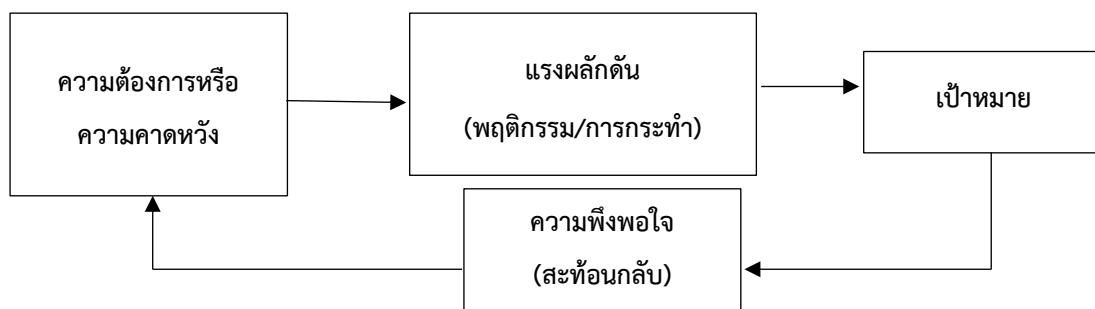 ความต้องการหรือ
ความคาดหวัง
แรงผลักดัน
(พฤติกรรม/การกระทำ)
เป้าหมาย
ความพึงพอใจ
(สะท้อนกลับ)